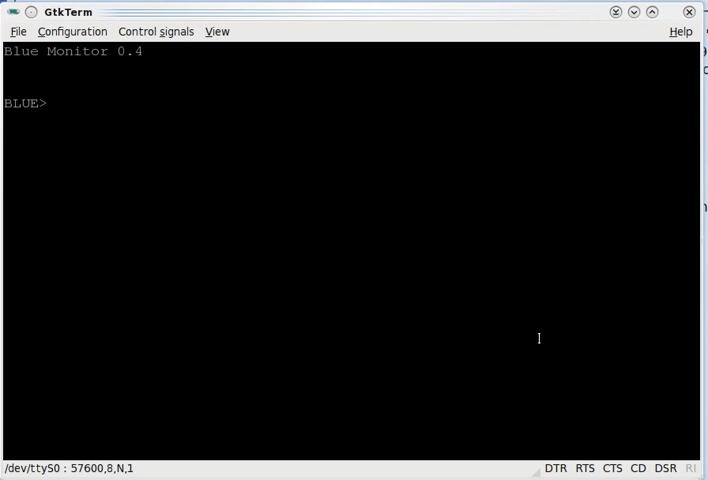 GtkTerm
File Configuration Control signals View Help
Blue Monitor 0.4
BLUE>
/dev/ttyS0 : 57600,8,N,1 DTR RTS CTS CD DSR RI